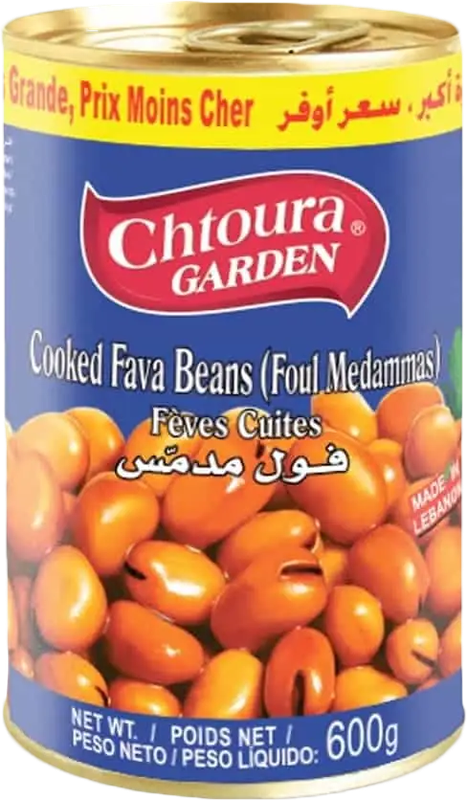 Grande, Prix Moins Cher أكبر، سعر أوفر
Chtoura®
GARDEN
Cooked Fava Beans (Foul Medammas)
Fèves Cuites
فول مدمّس
MADE IN
LEBANON
NET WT. / POIDS NET /
PESO NETO / PESO LÍQUIDO: 600g